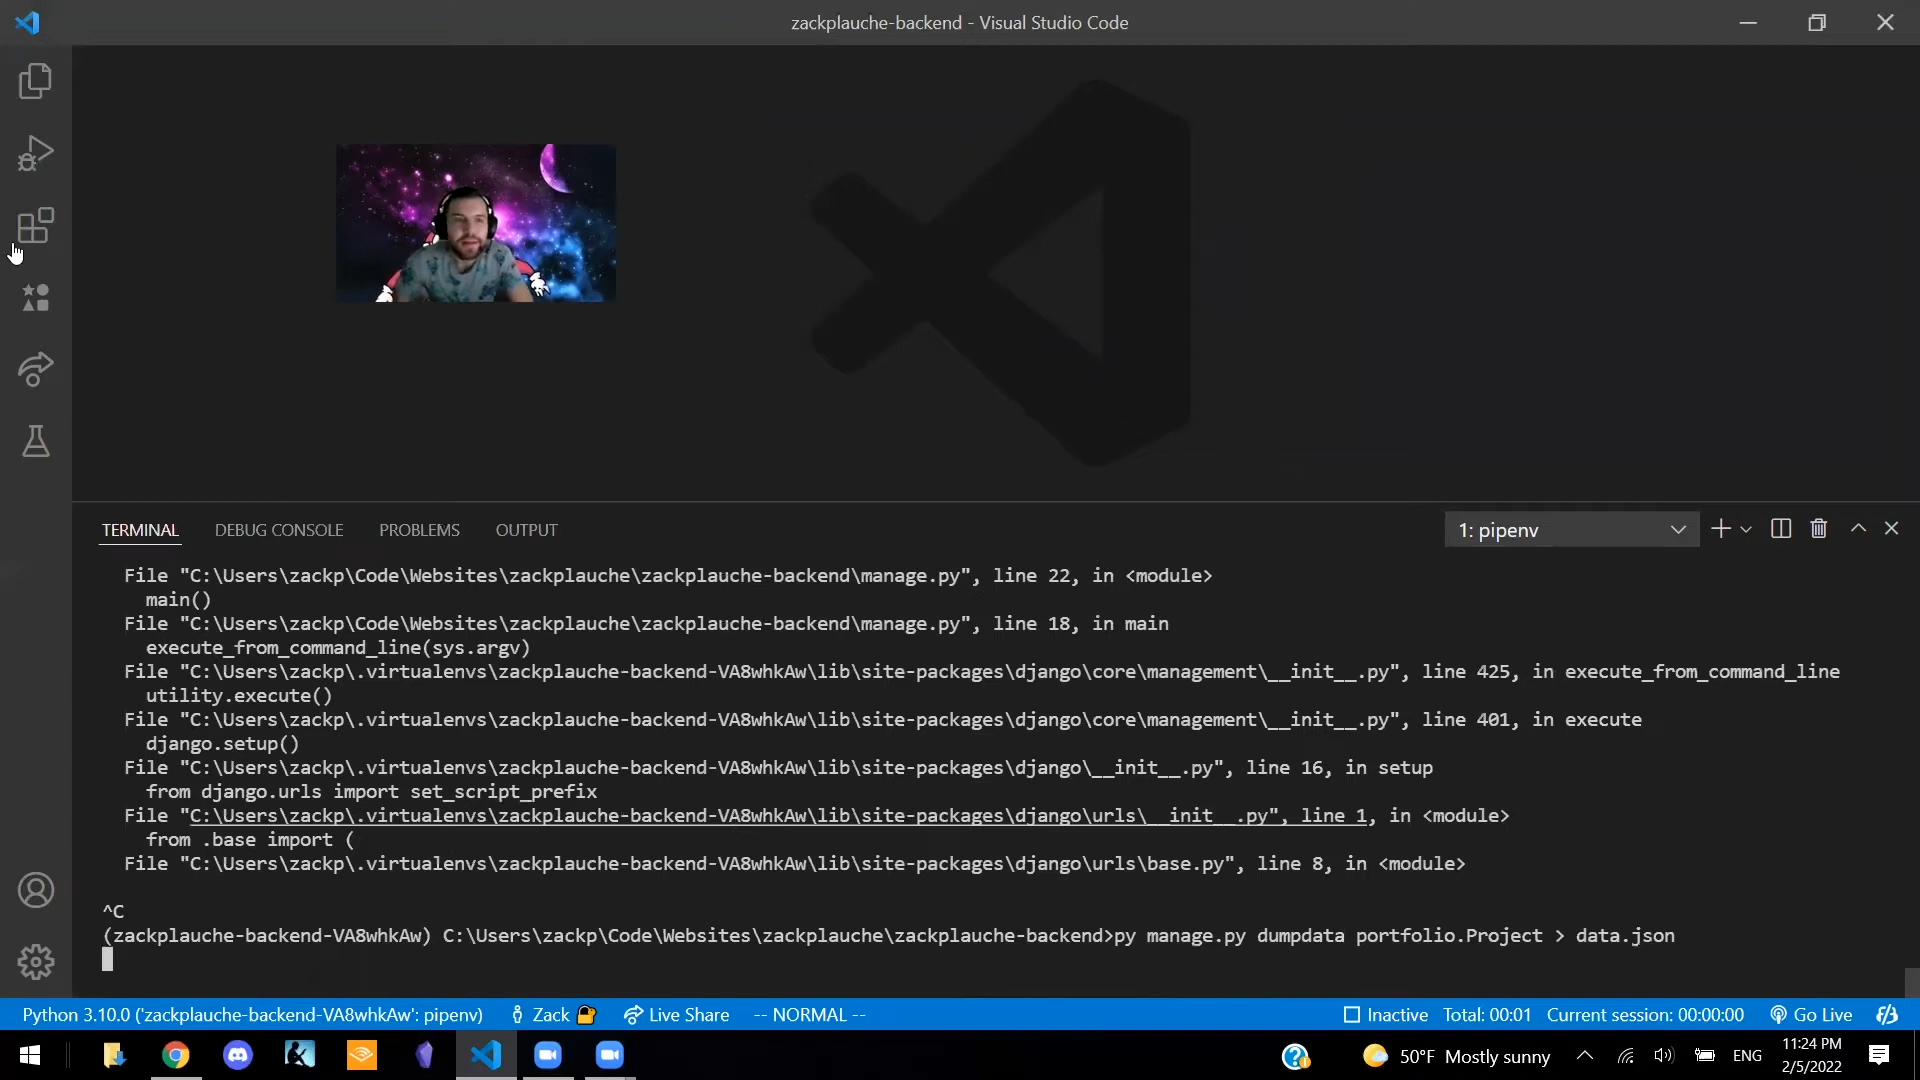 zackplauche-backend - Visual Studio Code
TERMINAL
DEBUG CONSOLE
PROBLEMS
OUTPUT
1: pipenv
File "C:\Users\zackp\Code\Websites\zackplauche\zackplauche-backend\manage.py", line 22, in <module>
main()
File "C:\Users\zackp\Code\Websites\zackplauche\zackplauche-backend\manage.py", line 18, in main
execute_from_command_line(sys.argv)
File "C:\Users\zackp\.virtualenvs\zackplauche-backend-VA8whkAw\lib\site-packages\django\core\management\__init__.py", line 425, in execute_from_command_line
utility.execute()
File "C:\Users\zackp\.virtualenvs\zackplauche-backend-VA8whkAw\lib\site-packages\django\core\management\__init__.py", line 401, in execute
django.setup()
File "C:\Users\zackp\.virtualenvs\zackplauche-backend-VA8whkAw\lib\site-packages\django\__init__.py", line 16, in setup
from django.urls import set_script_prefix
File "C:\Users\zackp\.virtualenvs\zackplauche-backend-VA8whkAw\lib\site-packages\django\urls\__init__.py", line 1, in <module>
from .base import (
File "C:\Users\zackp\.virtualenvs\zackplauche-backend-VA8whkAw\lib\site-packages\django\urls\base.py", line 8, in <module>
^C
(zackplauche-backend-VA8whkAw) C:\Users\zackp\Code\Websites\zackplauche\zackplauche-backend>py manage.py dumpdata portfolio.Project > data.json
Python 3.10.0 ('zackplauche-backend-VA8whkAw': pipenv)
Zack
Live Share
-- NORMAL --
Inactive
Total: 00:01
Current session: 00:00:00
Go Live
50°F Mostly sunny
ENG
11:24 PM
2/5/2022